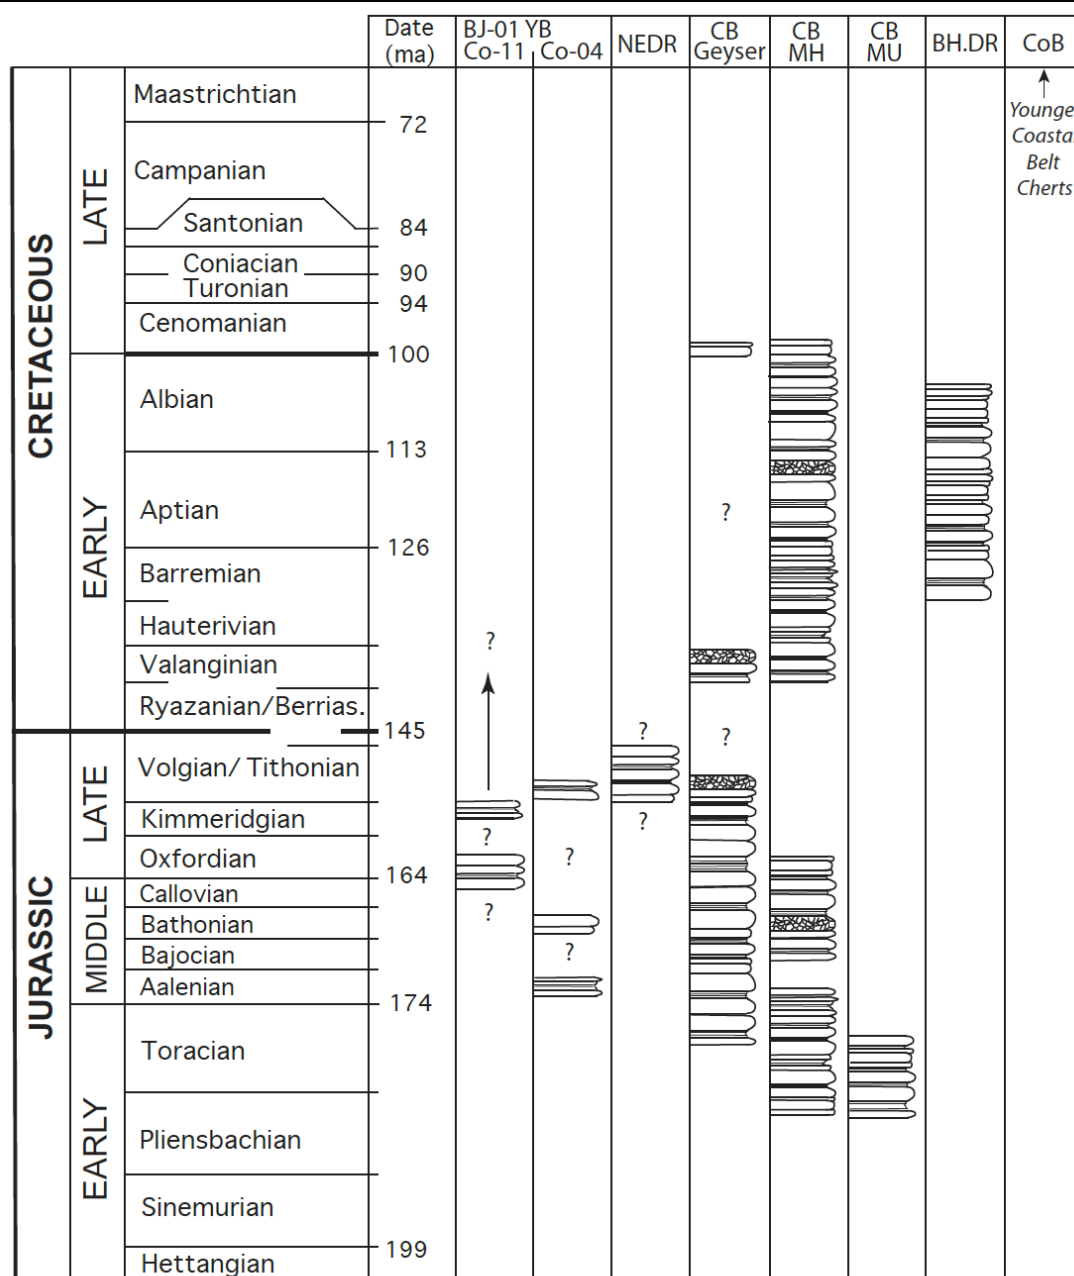 Date (ma)
BJ-01 YB
Co-11 Co-04
NEDR
CB Geyser
CB MH
CB MU
BH.DR
CoB
Younge
Coasta
Belt
Cherts
CRETACEOUS
LATE
Maastrichtian
72
Campanian
Santonian
84
Coniacian
90
Turonian
94
Cenomanian
100
EARLY
Albian
113
Aptian
?
126
Barremian
Hauterivian
?
Valanginian
Ryazanian/Berrias.
145
?
?
JURASSIC
LATE
Volgian/ Tithonian
Kimmeridgian
?
?
Oxfordian
?
164
MIDDLE
Callovian
?
Bathonian
Bajocian
?
Aalenian
174
EARLY
Toracian
Pliensbachian
Sinemurian
199
Hettangian